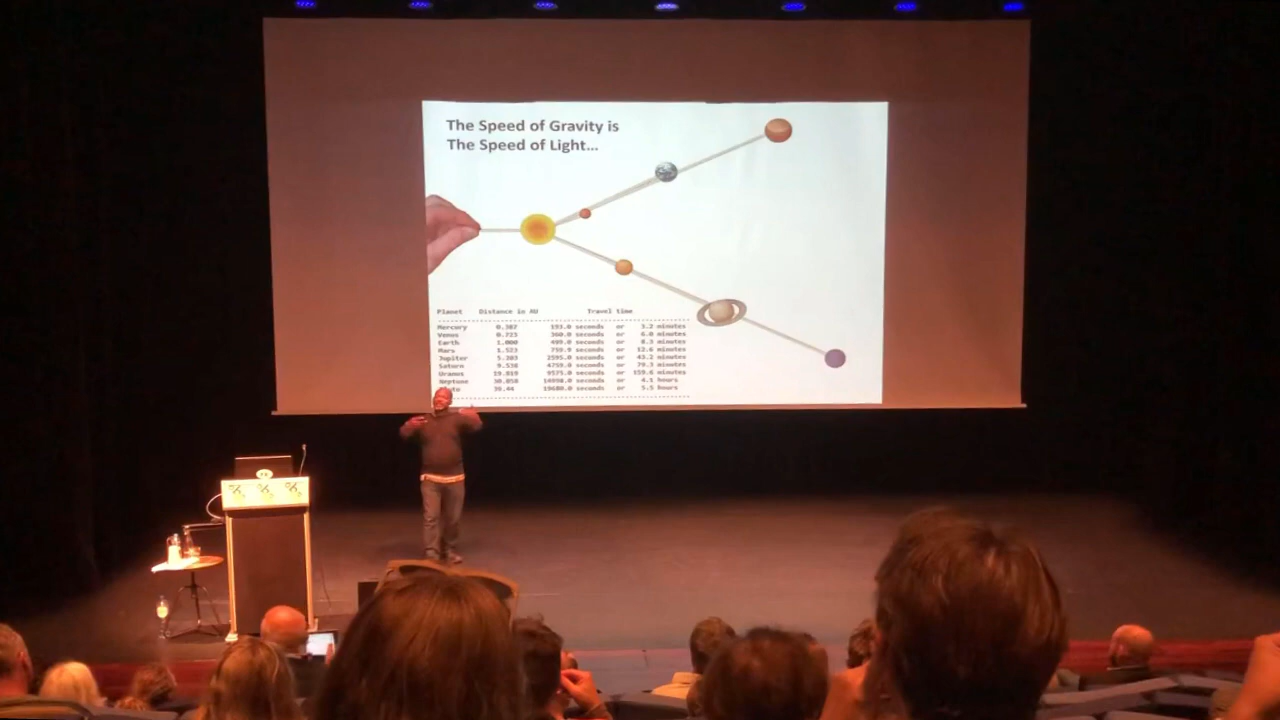 The Speed of Gravity is
The Speed of Light...
Planet Distance in AU Travel time
Mercury 0.387 193.0 seconds or 3.2 minutes
Venus 0.723 360.0 seconds or 6.0 minutes
Earth 1.000 499.0 seconds or 8.3 minutes
Mars 1.523 759.9 seconds or 12.6 minutes
Jupiter 5.203 2595.0 seconds or 43.2 minutes
Saturn 9.538 4759.0 seconds or 79.3 minutes
Uranus 19.819 9575.0 seconds or 159.6 minutes
Neptune 30.058 14998.0 seconds or 4.1 hours
39.44 19680.0 seconds or 5.5 hours